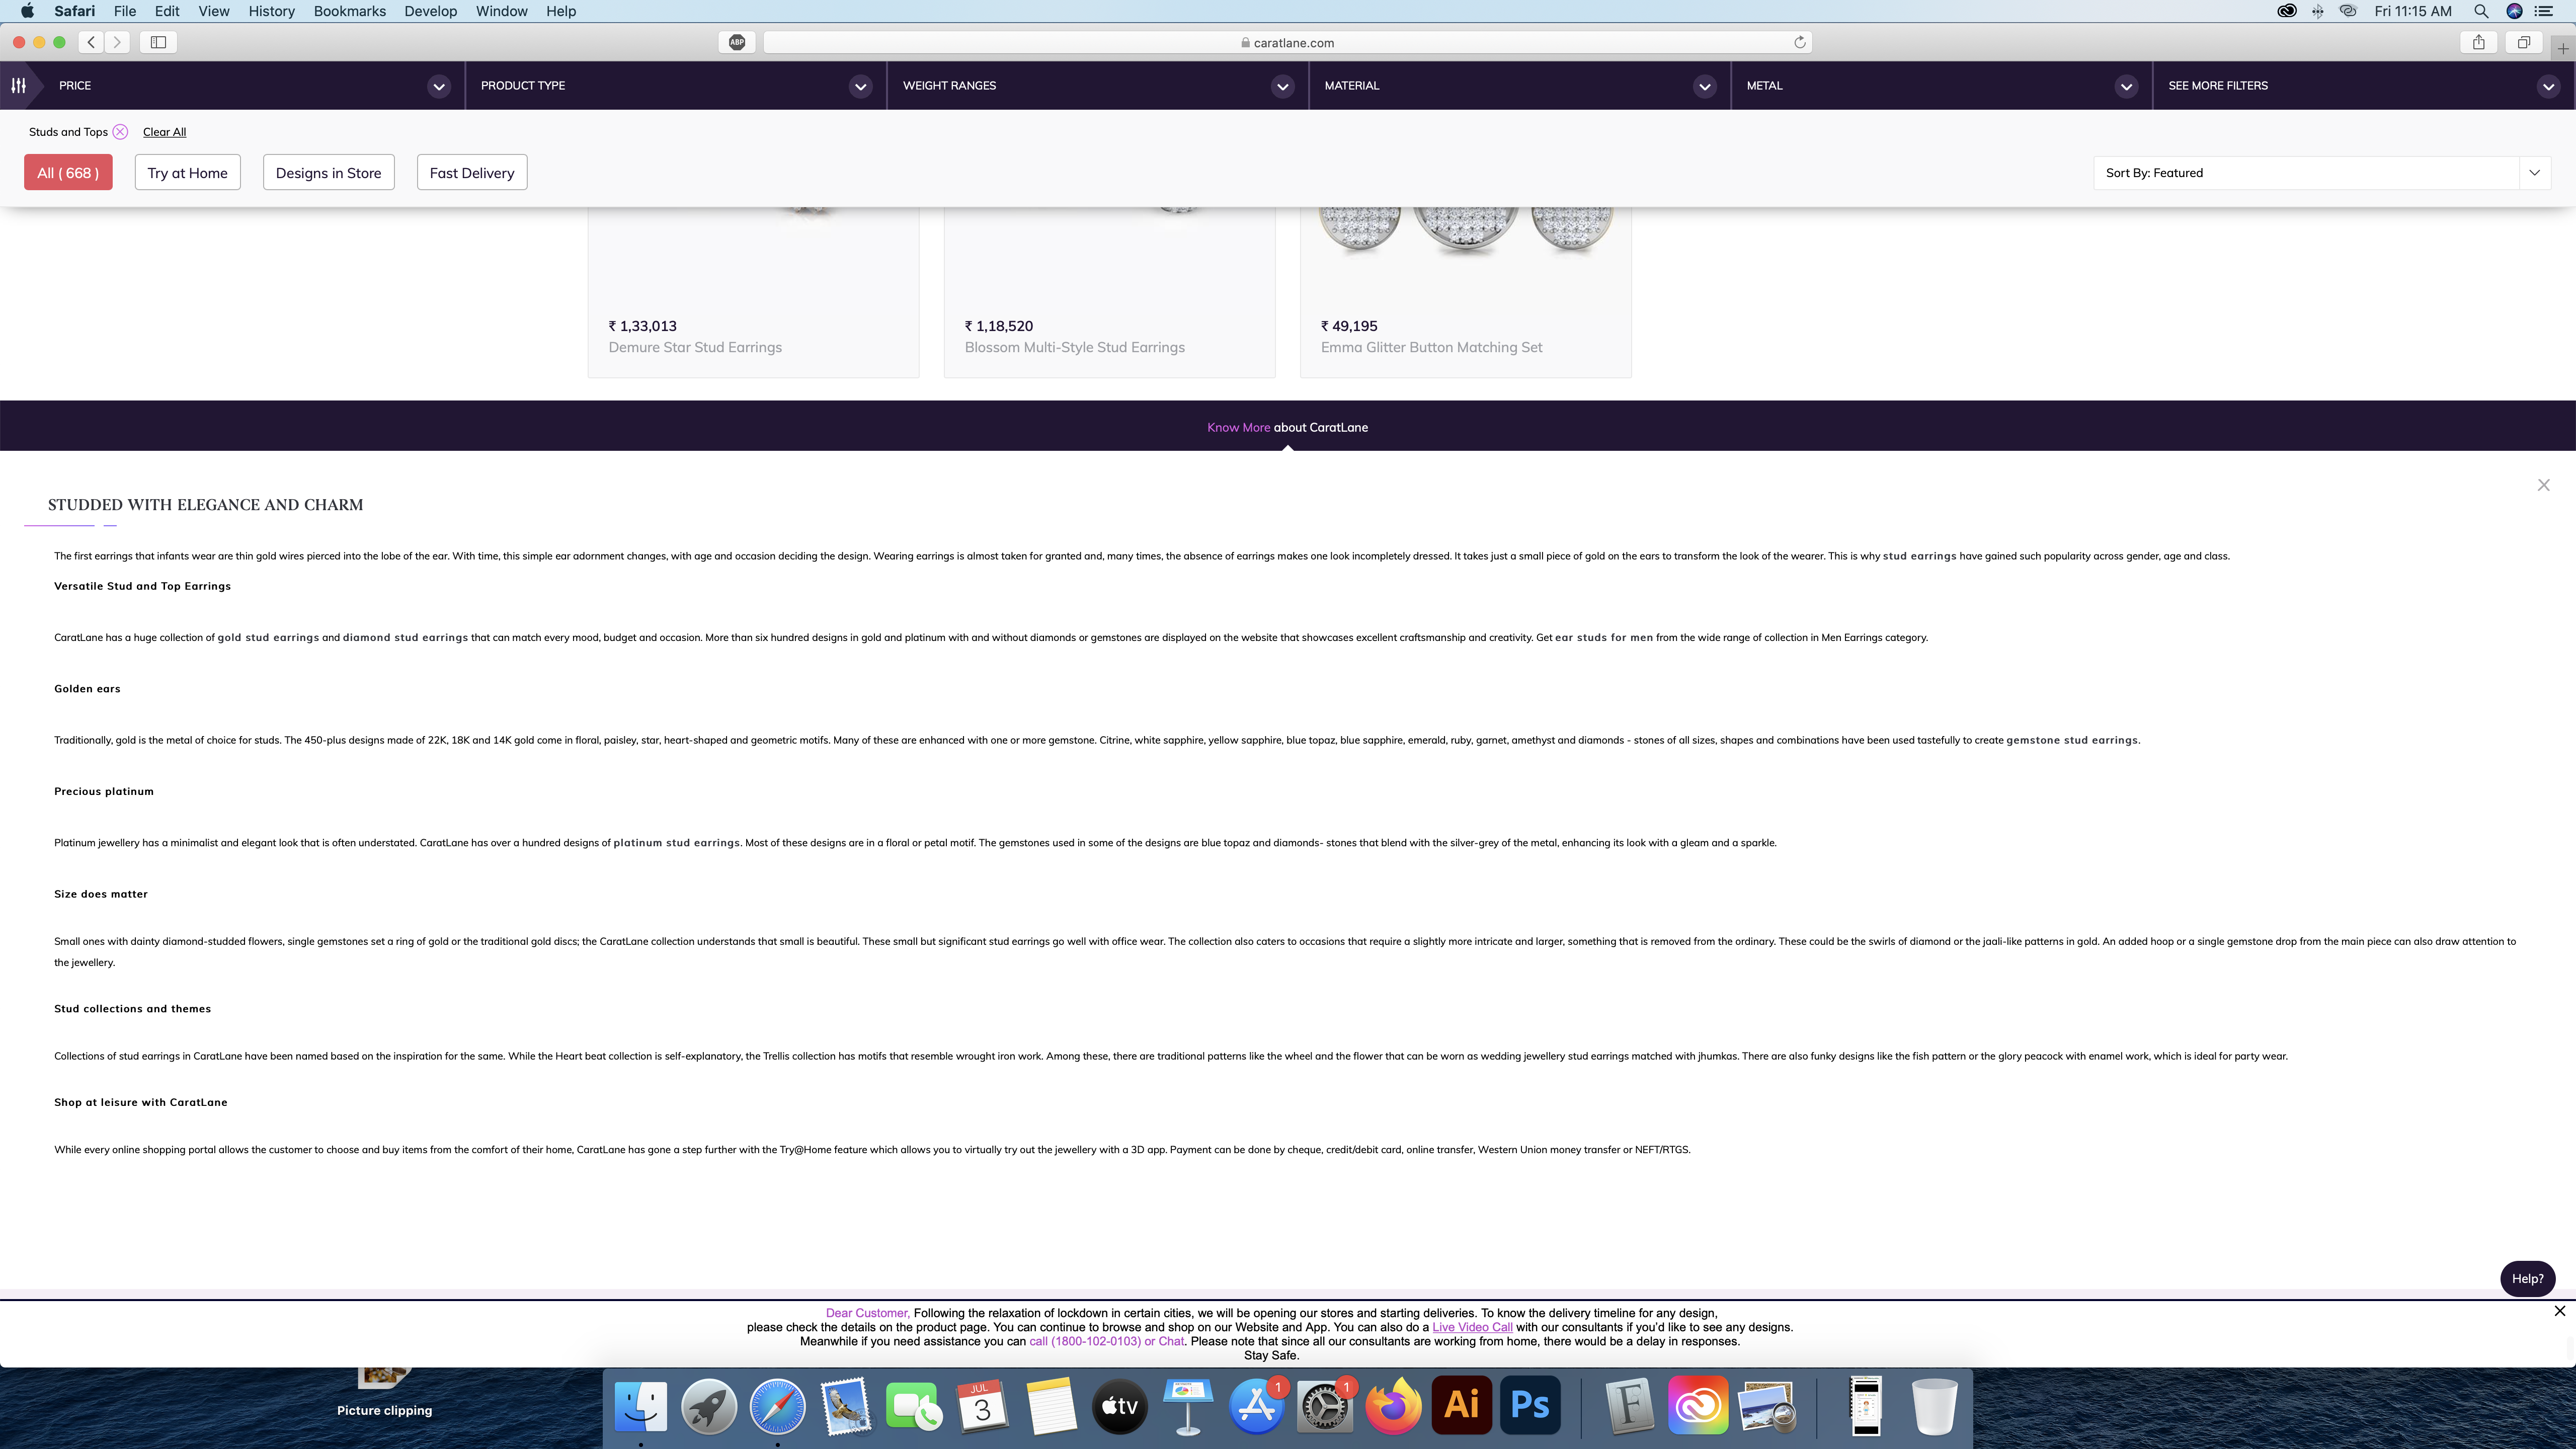 Safari File Edit View History Bookmarks Develop Window Help Fri 11:15 AM
ABP caratlane.com
PRICE PRODUCT TYPE WEIGHT RANGES MATERIAL METAL SEE MORE FILTERS
Studs and Tops Clear All
All ( 668 ) Try at Home Designs in Store Fast Delivery Sort By: Featured
₹ 1,33,013 ₹ 1,18,520 ₹ 49,195
Demure Star Stud Earrings Blossom Multi-Style Stud Earrings Emma Glitter Button Matching Set
Know More about CaratLane
STUDDED WITH ELEGANCE AND CHARM
The first earrings that infants wear are thin gold wires pierced into the lobe of the ear. With time, this simple ear adornment changes, with age and occasion deciding the design. Wearing earrings is almost taken for granted and, many times, the absence of earrings makes one look incompletely dressed. It takes just a small piece of gold on the ears to transform the look of the wearer. This is why stud earrings have gained such popularity across gender, age and class.
Versatile Stud and Top Earrings
CaratLane has a huge collection of gold stud earrings and diamond stud earrings that can match every mood, budget and occasion. More than six hundred designs in gold and platinum with and without diamonds or gemstones are displayed on the website that showcases excellent craftsmanship and creativity. Get ear studs for men from the wide range of collection in Men Earrings category.
Golden ears
Traditionally, gold is the metal of choice for studs. The 450-plus designs made of 22K, 18K and 14K gold come in floral, paisley, star, heart-shaped and geometric motifs. Many of these are enhanced with one or more gemstone. Citrine, white sapphire, yellow sapphire, blue topaz, blue sapphire, emerald, ruby, garnet, amethyst and diamonds - stones of all sizes, shapes and combinations have been used tastefully to create gemstone stud earrings.
Precious platinum
Platinum jewellery has a minimalist and elegant look that is often understated. CaratLane has over a hundred designs of platinum stud earrings. Most of these designs are in a floral or petal motif. The gemstones used in some of the designs are blue topaz and diamonds- stones that blend with the silver-grey of the metal, enhancing its look with a gleam and a sparkle.
Size does matter
Small ones with dainty diamond-studded flowers, single gemstones set a ring of gold or the traditional gold discs; the CaratLane collection understands that small is beautiful. These small but significant stud earrings go well with office wear. The collection also caters to occasions that require a slightly more intricate and larger, something that is removed from the ordinary. These could be the swirls of diamond or the jaali-like patterns in gold. An added hoop or a single gemstone drop from the main piece can also draw attention to
the jewellery.
Stud collections and themes
Collections of stud earrings in CaratLane have been named based on the inspiration for the same. While the Heart beat collection is self-explanatory, the Trellis collection has motifs that resemble wrought iron work. Among these, there are traditional patterns like the wheel and the flower that can be worn as wedding jewellery stud earrings matched with jhumkas. There are also funky designs like the fish pattern or the glory peacock with enamel work, which is ideal for party wear.
Shop at leisure with CaratLane
While every online shopping portal allows the customer to choose and buy items from the comfort of their home, CaratLane has gone a step further with the Try@Home feature which allows you to virtually try out the jewellery with a 3D app. Payment can be done by cheque, credit/debit card, online transfer, Western Union money transfer or NEFT/RTGS.
Help?
Dear Customer, Following the relaxation of lockdown in certain cities, we will be opening our stores and starting deliveries. To know the delivery timeline for any design,
please check the details on the product page. You can continue to browse and shop on our Website and App. You can also do a Live Video Call with our consultants if you'd like to see any designs.
Meanwhile if you need assistance you can call (1800-102-0103) or Chat. Please note that since all our consultants are working from home, there would be a delay in responses.
Stay Safe.
Picture clipping
JUL 3 tv 1 1 Ai Ps F